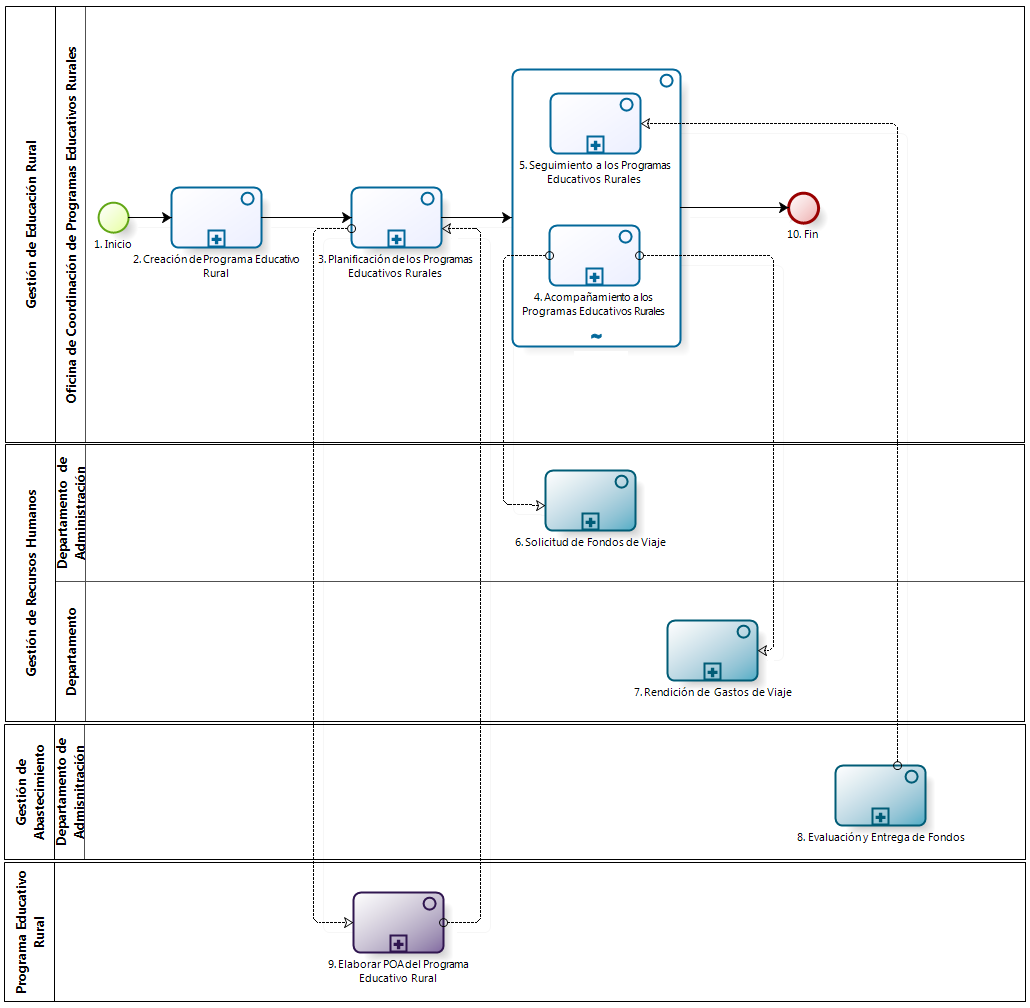 Gestión de Educación Rural
Oficina de Coordinación de Programas Educativos Rurales
1. Inicio
2. Creación de Programa Educativo
Rural
3. Planificación de los Programas
Educativos Rurales
5. Seguimiento a los Programas
Educativos Rurales
4. Acompañamiento a los
Programas Educativos Rurales
10. Fin
Gestión de Recursos Humanos
Departamento de
Administración
6. Solicitud de Fondos de Viaje
Departamento
7. Rendición de Gastos de Viaje
Gestión de
Abastecimiento
Departamento de
Admisnitración
8. Evaluación y Entrega de Fondos
Programa Educativo
Rural
9. Elaborar POA del Programa
Educativo Rural